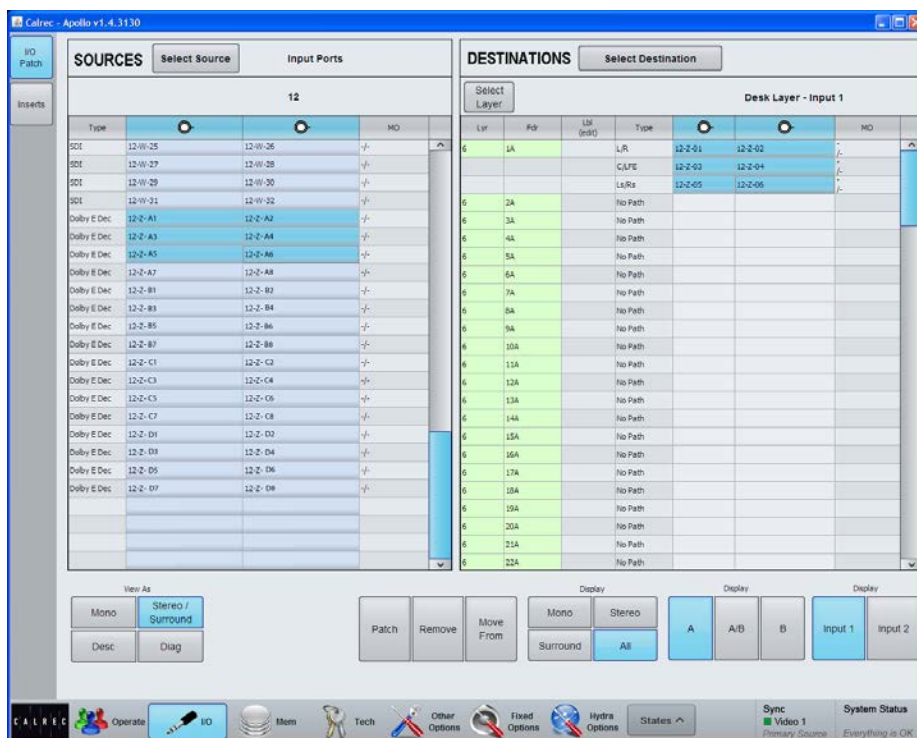 Calrec - Apollo v1.4.3130
I/O Patch
Inserts
SOURCES Select Source Input Ports
12
Type MO
SDI 12-W-25 12-W-26 -/-
SDI 12-W-27 12-W-28 -/-
SDI 12-W-29 12-W-30 -/-
SDI 12-W-31 12-W-32 -/-
Dolby E Dec 12-Z-A1 12-Z-A2 -/-
Dolby E Dec 12-Z-A3 12-Z-A4 -/-
Dolby E Dec 12-Z-A5 12-Z-A6 -/-
Dolby E Dec 12-Z-A7 12-Z-A8 -/-
Dolby E Dec 12-Z-B1 12-Z-B2 -/-
Dolby E Dec 12-Z-B3 12-Z-B4 -/-
Dolby E Dec 12-Z-B5 12-Z-B6 -/-
Dolby E Dec 12-Z-B7 12-Z-B8 -/-
Dolby E Dec 12-Z-C1 12-Z-C2 -/-
Dolby E Dec 12-Z-C3 12-Z-C4 -/-
Dolby E Dec 12-Z-C5 12-Z-C6 -/-
Dolby E Dec 12-Z-C7 12-Z-C8 -/-
Dolby E Dec 12-Z-D1 12-Z-D2 -/-
Dolby E Dec 12-Z-D3 12-Z-D4 -/-
Dolby E Dec 12-Z-D5 12-Z-D6 -/-
Dolby E Dec 12-Z-D7 12-Z-D8 -/-
DESTINATIONS Select Destination
Select Layer Desk Layer - Input 1
Lyr Fdr Lbl (edit) Type MO
6 1A L/R 12-Z-01 12-Z-02 -/-
C/LFE 12-Z-03 12-Z-04 -/-
Ls/Rs 12-Z-05 12-Z-06 -/-
6 2A No Path
6 3A No Path
6 4A No Path
6 5A No Path
6 6A No Path
6 7A No Path
6 8A No Path
6 9A No Path
6 10A No Path
6 11A No Path
6 12A No Path
6 13A No Path
6 14A No Path
6 15A No Path
6 16A No Path
6 17A No Path
6 18A No Path
6 19A No Path
6 20A No Path
6 21A No Path
6 22A No Path
View As
Mono Stereo / Surround
Desc Diag
Patch Remove Move From
Display
Mono Stereo
Surround All
Display
A A/B B
Display
Input 1 Input 2
CALREC Operate I/O Mem Tech Other Options Fixed Options Hydra Options States
Sync
Video 1
Primary Source
System Status
Everything is OK